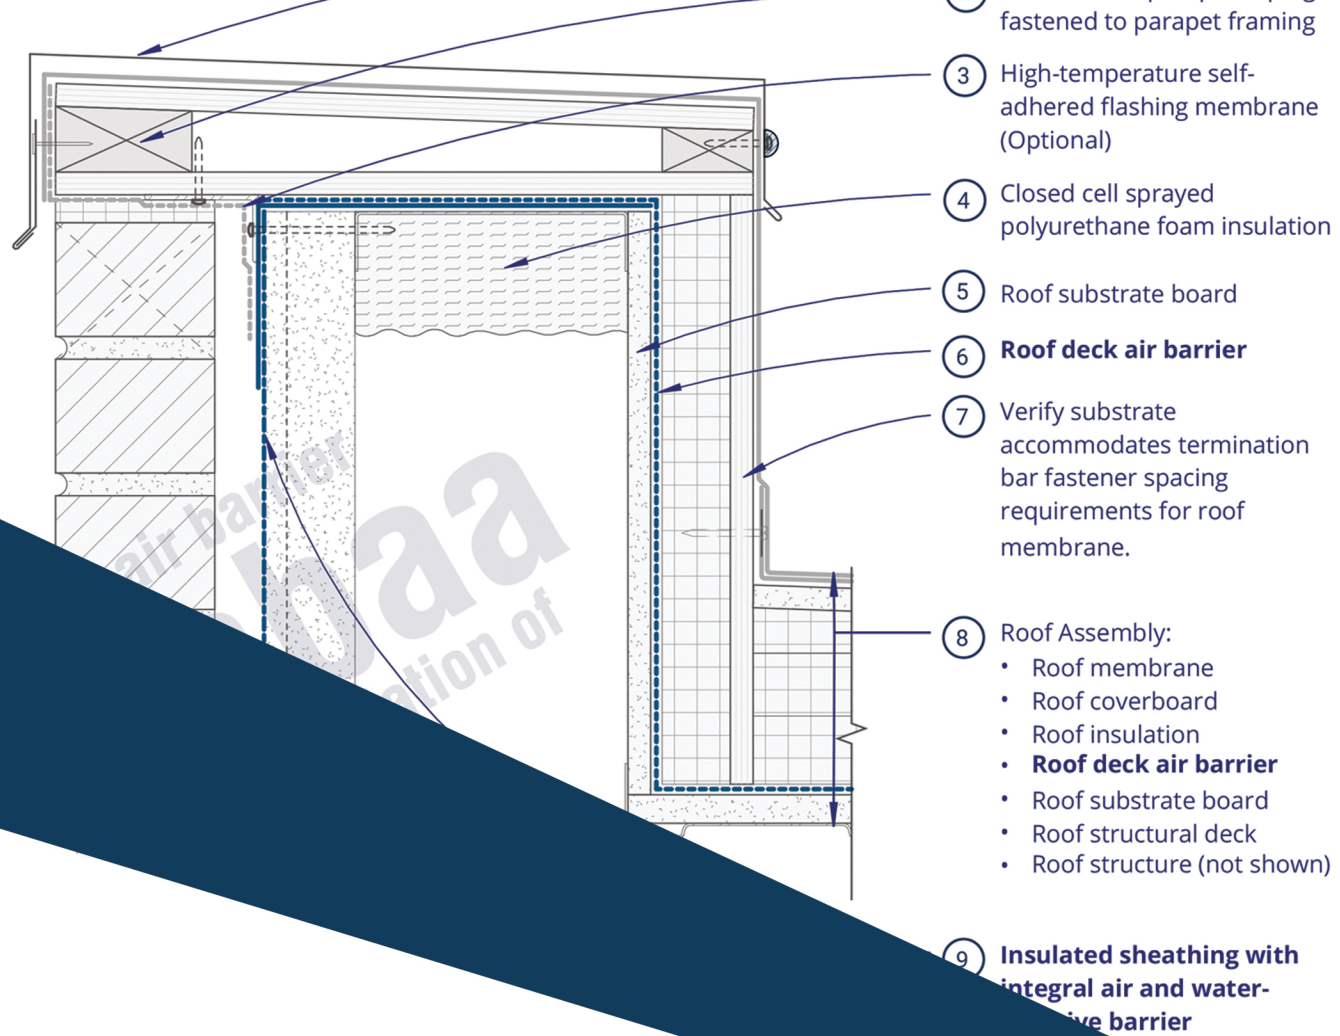 fastened to parapet framing
3 High-temperature self-
adhered flashing membrane
(Optional)
4 Closed cell sprayed
polyurethane foam insulation
5 Roof substrate board
6 Roof deck air barrier
7 Verify substrate
accommodates termination
bar fastener spacing
requirements for roof
membrane.
8 Roof Assembly:
• Roof membrane
• Roof coverboard
• Roof insulation
• Roof deck air barrier
• Roof substrate board
• Roof structural deck
• Roof structure (not shown)
9 Insulated sheathing with
integral air and water-
barrier
air barrier
baa
of